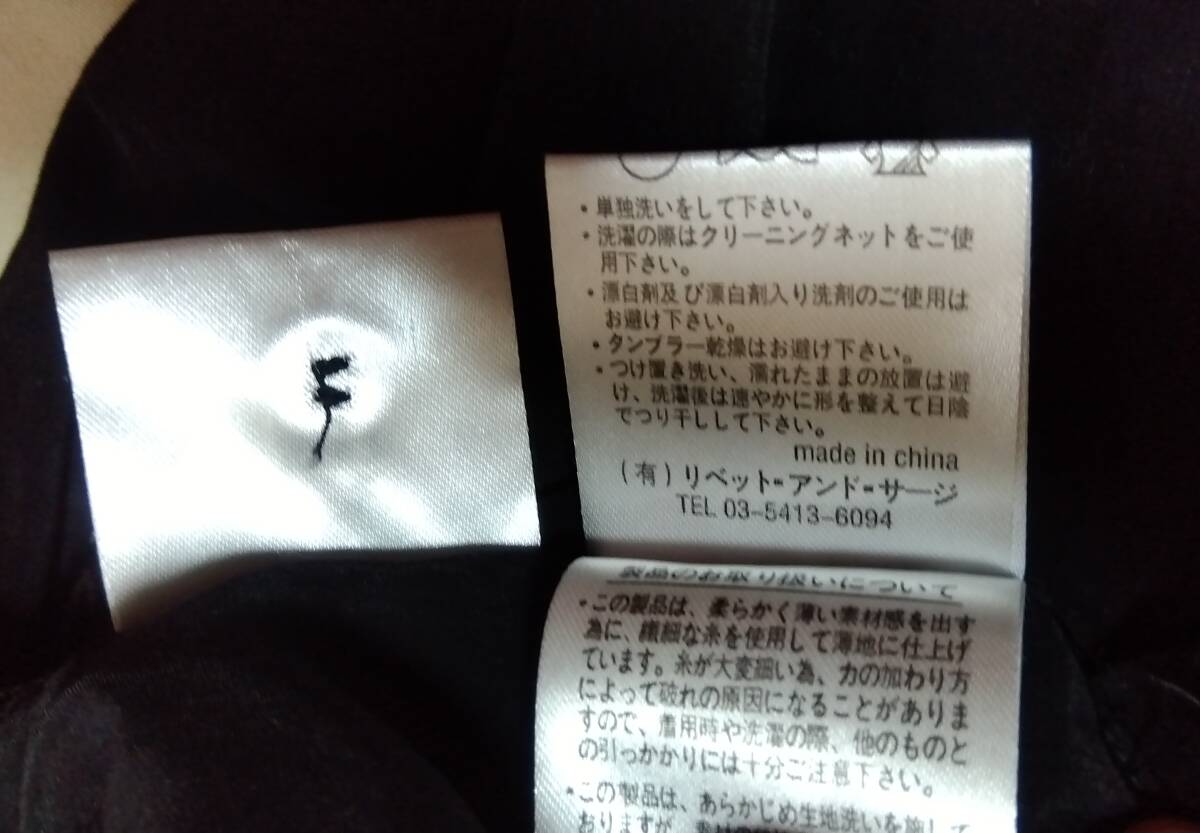 ・単独洗いをして下さい。
・洗濯の際はクリーニングネットをご使
用下さい。
・漂白剤及び漂白剤入り洗剤のご使用は
お避け下さい。
・タンブラー乾燥はお避け下さい。
・つけ置き洗い、濡れたままの放置は避
け、洗濯後は速やかに形を整えて日陰
でつり干しして下さい。
made in china
(有)リベット=アンド=サージ
TEL 03-5413-6094
製品のお取り扱いについて
・この製品は、柔らかく薄い素材感を出す
為に、繊細な糸を使用して薄地に仕上げ
ています。糸が大変細い為、力の加わり方
によって破れの原因になることがありま
すので、着用時や洗濯の際、他のものと
の引っかかりには十分ご注意下さい。
・この製品は、あらかじめ生地洗いを施して
おりますが